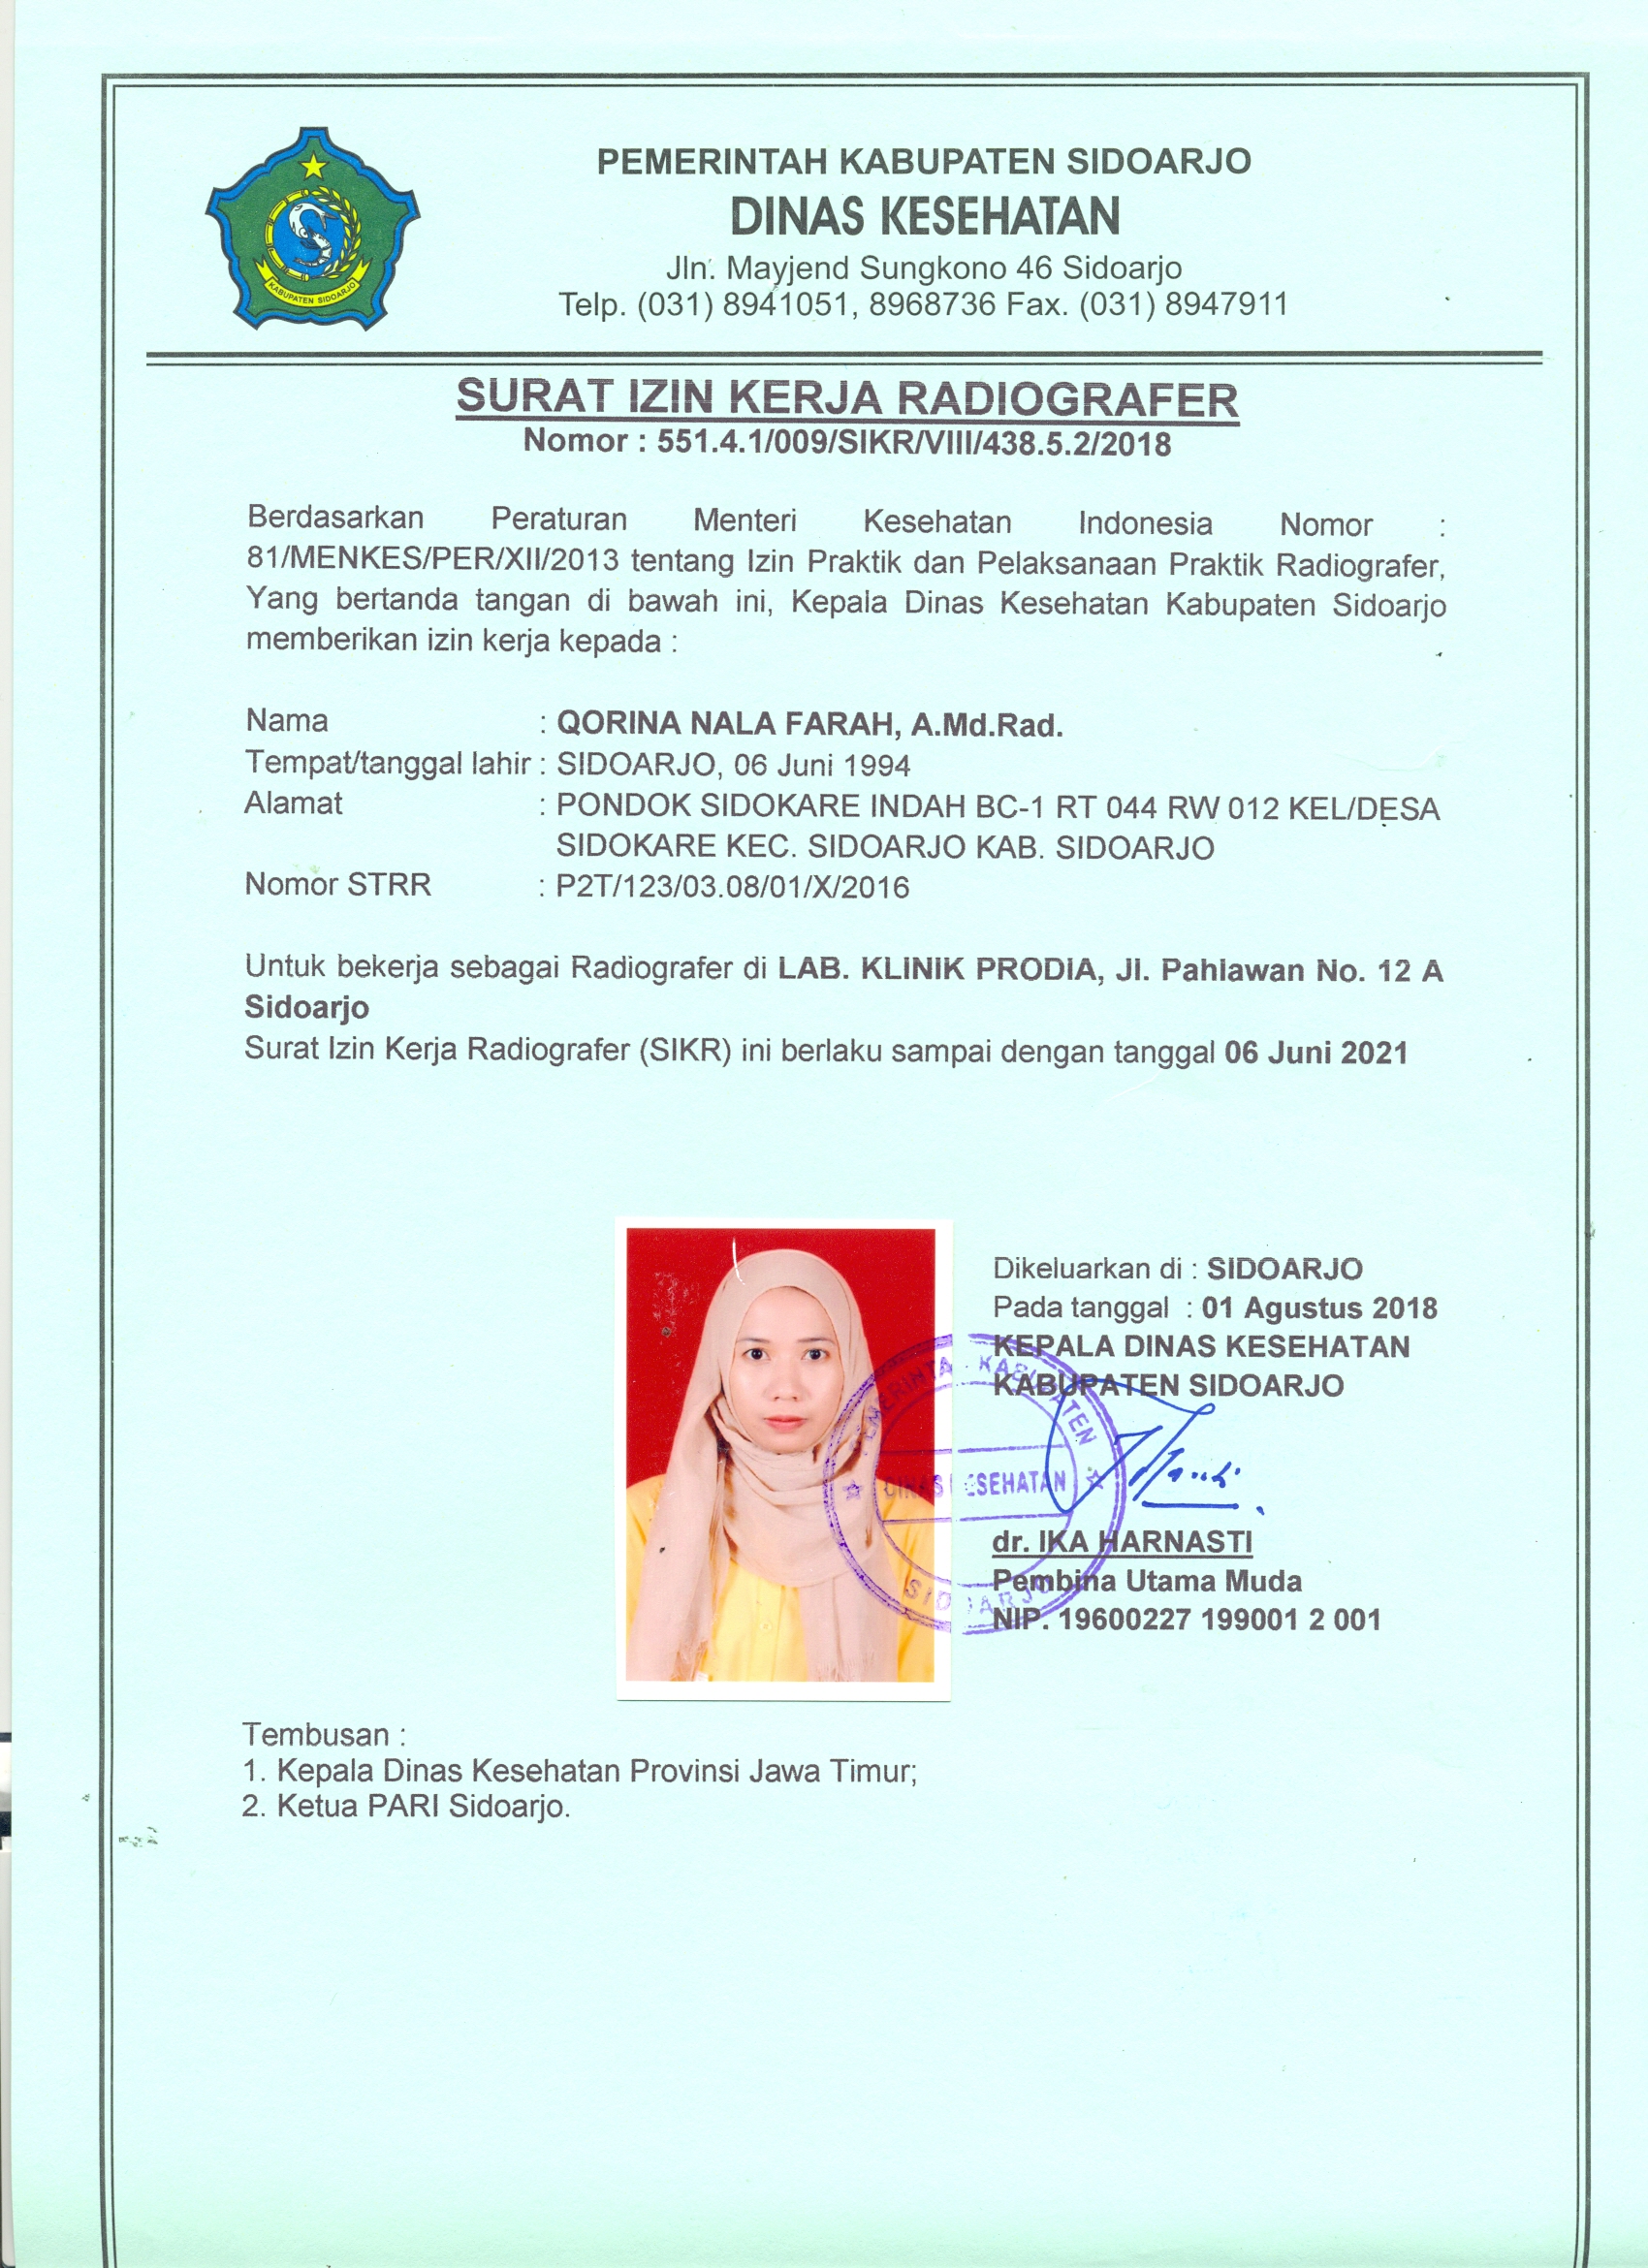 KABUPATEN SIDOARJO
PEMERINTAH KABUPATEN SIDOARJO
DINAS KESEHATAN
Jln. Mayjend Sungkono 46 Sidoarjo
Telp. (031) 8941051, 8968736 Fax. (031) 8947911
SURAT IZIN KERJA RADIOGRAFER
Nomor : 551.4.1/009/SIKR/VIII/438.5.2/2018
Berdasarkan Peraturan Menteri Kesehatan Indonesia Nomor :
81/MENKES/PER/XII/2013 tentang Izin Praktik dan Pelaksanaan Praktik Radiografer,
Yang bertanda tangan di bawah ini, Kepala Dinas Kesehatan Kabupaten Sidoarjo
memberikan izin kerja kepada :
Nama : QORINA NALA FARAH, A.Md.Rad.
Tempat/tanggal lahir : SIDOARJO, 06 Juni 1994
Alamat : PONDOK SIDOKARE INDAH BC-1 RT 044 RW 012 KEL/DESA
SIDOKARE KEC. SIDOARJO KAB. SIDOARJO
Nomor STRR : P2T/123/03.08/01/X/2016
Untuk bekerja sebagai Radiografer di LAB. KLINIK PRODIA, Jl. Pahlawan No. 12 A
Sidoarjo
Surat Izin Kerja Radiografer (SIKR) ini berlaku sampai dengan tanggal 06 Juni 2021
Dikeluarkan di : SIDOARJO
Pada tanggal : 01 Agustus 2018
KEPALA DINAS KESEHATAN
KABUPATEN SIDOARJO
PEMERINTA KABUPATEN
DINAS KESEHATAN
SIDOARJO
dr. IKA HARNASTI
Pembina Utama Muda
NIP. 19600227 199001 2 001
Tembusan :
1. Kepala Dinas Kesehatan Provinsi Jawa Timur;
2. Ketua PARI Sidoarjo.